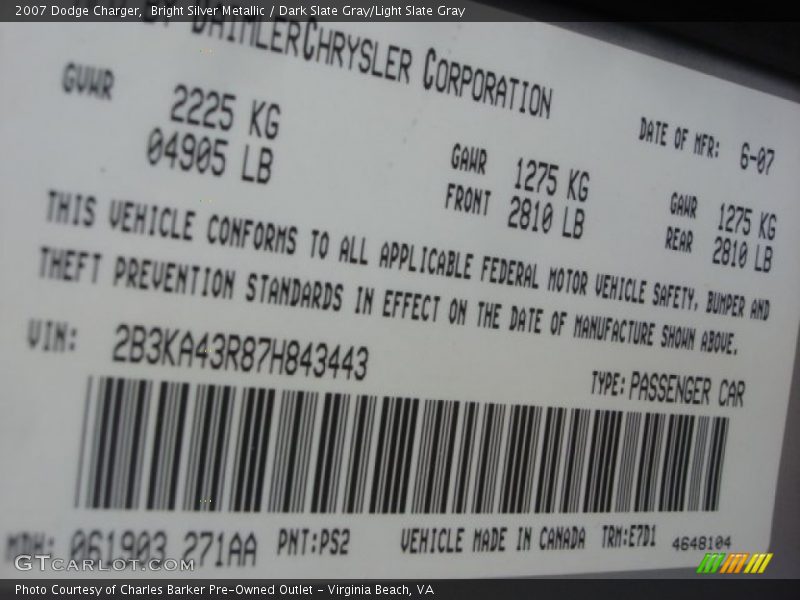 2007 Dodge Charger, Bright Silver Metallic / Dark Slate Gray/Light Slate Gray
BY DAIMLERCHRYSLER CORPORATION
DATE OF MFR: 6-07
GVWR 2225 KG
04905 LB
GAWR 1275 KG
FRONT 2810 LB
GAWR 1275 KG
REAR 2810 LB
THIS VEHICLE CONFORMS TO ALL APPLICABLE FEDERAL MOTOR VEHICLE SAFETY, BUMPER AND
THEFT PREVENTION STANDARDS IN EFFECT ON THE DATE OF MANUFACTURE SHOWN ABOVE.
VIN: 2B3KA43R87H843443
TYPE: PASSENGER CAR
MDH: 061903 271AA PNT:PS2 VEHICLE MADE IN CANADA TRM:E7D1 4648104
GTCARLOT.COM
Photo Courtesy of Charles Barker Pre-Owned Outlet - Virginia Beach, VA